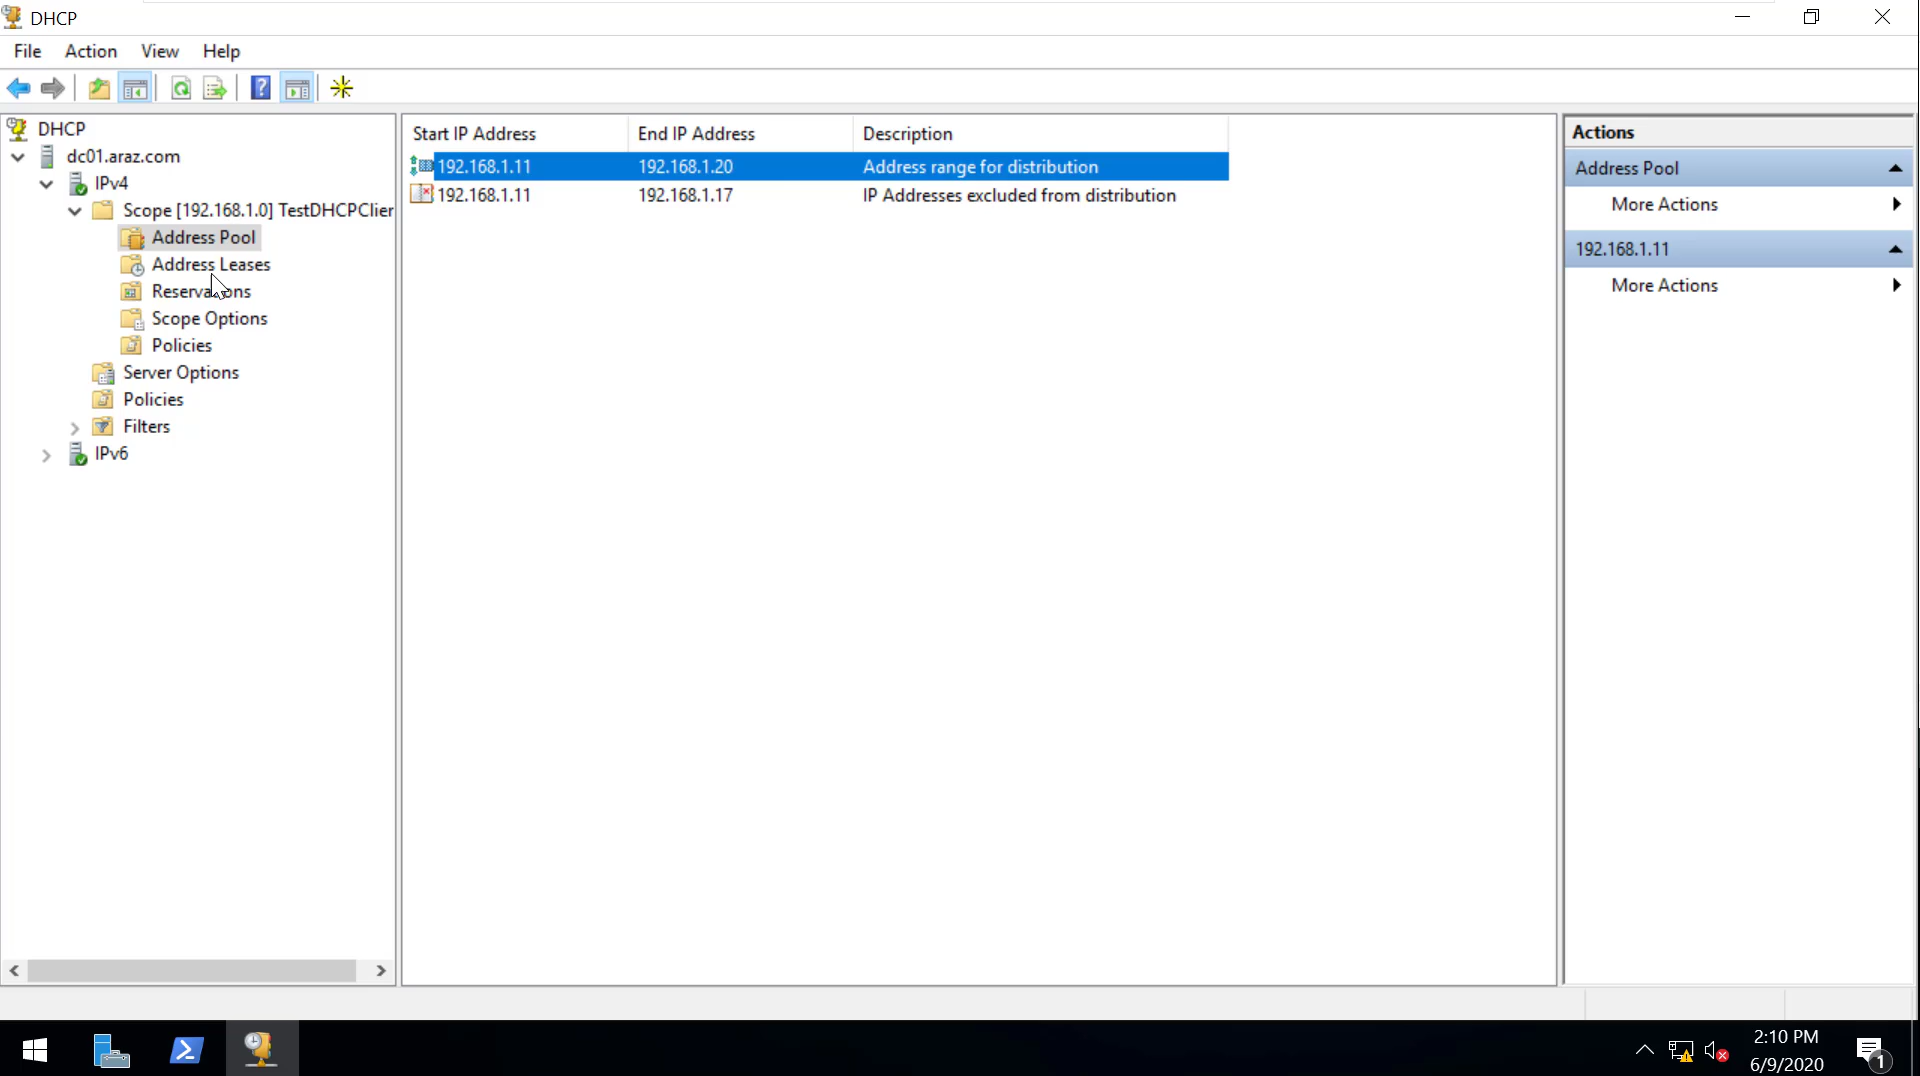 DHCP
File Action View Help
DHCP
dc01.araz.com
IPv4
Scope [192.168.1.0] TestDHCPClier
Address Pool
Address Leases
Reservations
Scope Options
Policies
Server Options
Policies
Filters
IPv6
Start IP Address End IP Address Description
192.168.1.11 192.168.1.20 Address range for distribution
192.168.1.11 192.168.1.17 IP Addresses excluded from distribution
Actions
Address Pool
More Actions
192.168.1.11
More Actions
2:10 PM
6/9/2020
1